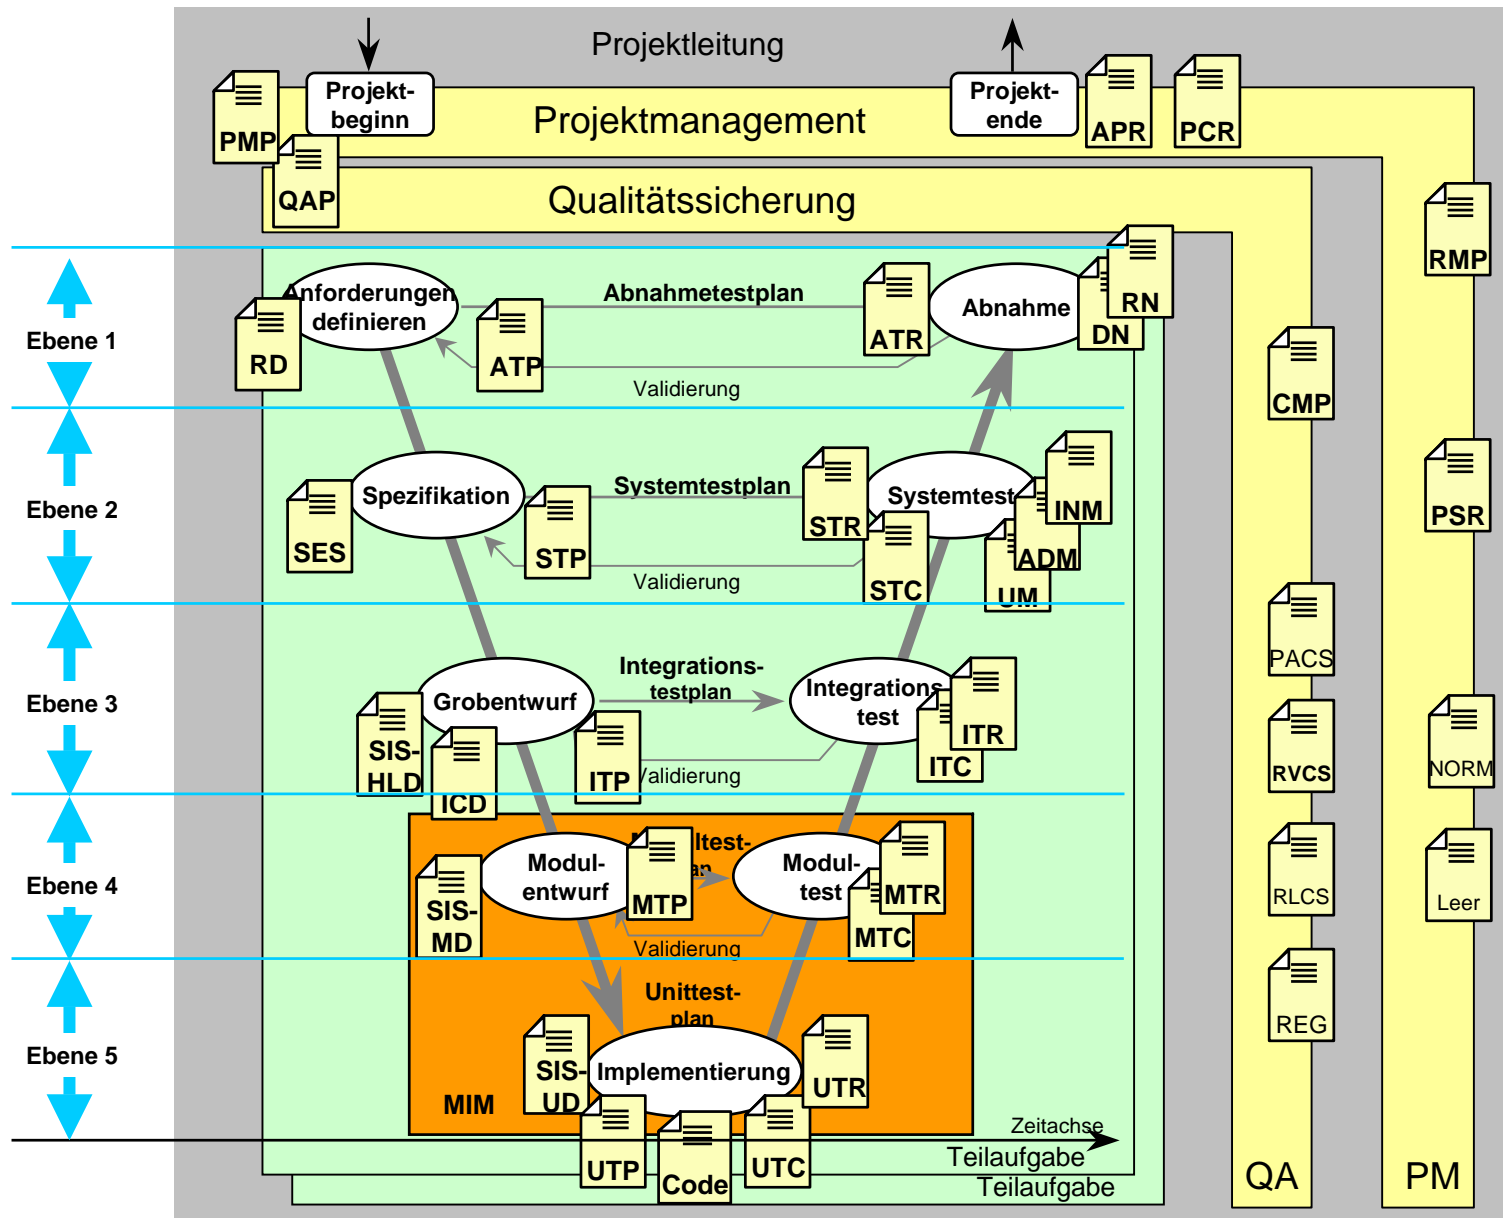 Projektleitung
Projekt-
beginn
Projekt-
ende
Projektmanagement
PMP
APR
PCR
QAP
Qualitätssicherung
RMP
RN
Ebene 1
Anforderungen
definieren
Abnahmetestplan
Abnahme
RD
ATP
ATR
DN
Validierung
CMP
Ebene 2
Spezifikation
Systemtestplan
Systemtest
SES
STP
STR
STC
INM
ADM
UM
PSR
Validierung
PACS
Ebene 3
Grobentwurf
Integrations-
testplan
Integrations
test
SIS-
HLD
ICD
ITP
ITR
ITC
Validierung
RVCS
NORM
Ebene 4
Modul-
entwurf
ltest-
an
Modul-
test
SIS-
MD
MTP
MTR
MTC
Validierung
RLCS
Leer
Ebene 5
Unittest-
plan
Implementierung
SIS-
UD
UTR
MIM
UTP
Code
UTC
REG
Zeitachse
Teilaufgabe
Teilaufgabe
QA
PM